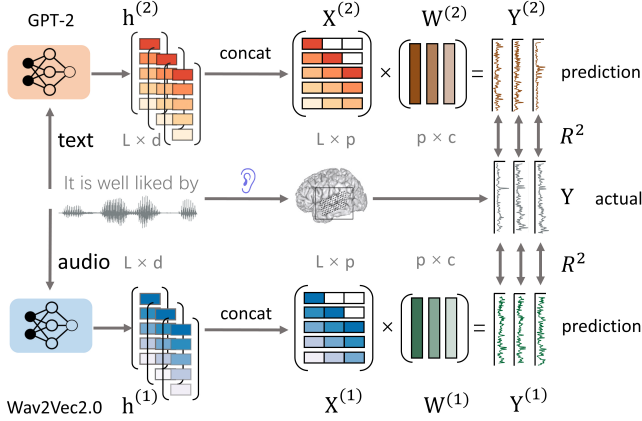 GPT-2 h(2) X(2) W(2) Y(2)
concat
× =
prediction
L × d L × p p × c
text
R²
It is well liked by
Y actual
audio
L × d L × p p × c
R²
concat
× =
prediction
Wav2Vec2.0 h(1) X(1) W(1) Y(1)